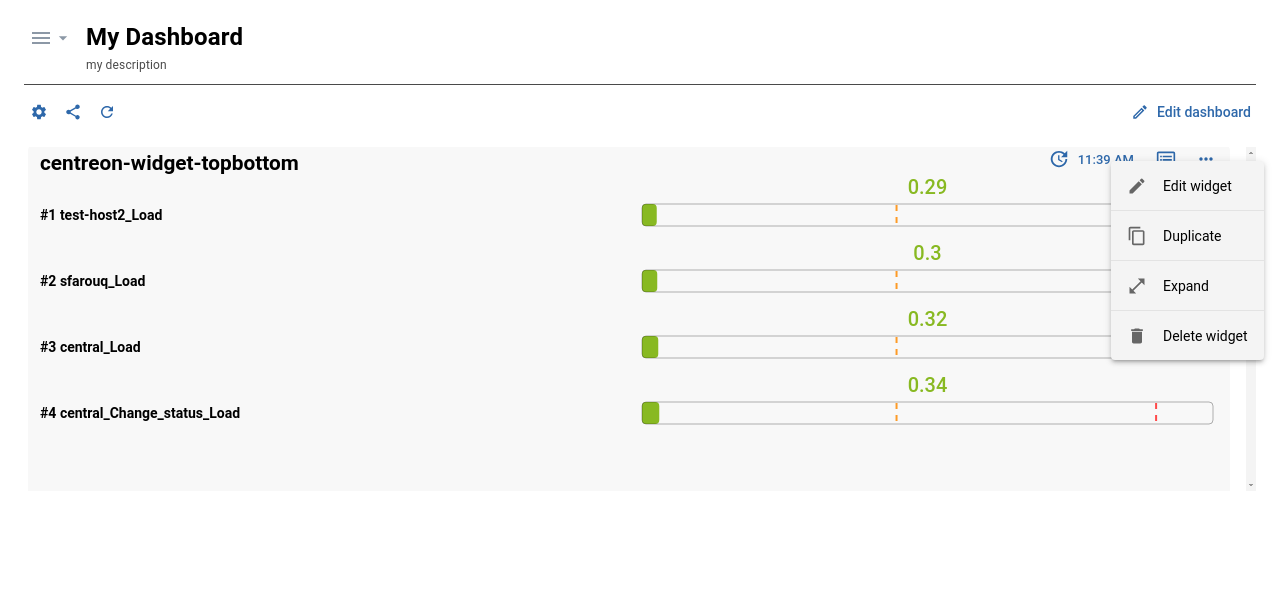 My Dashboard
my description
Edit dashboard
centreon-widget-topbottom
11:39 AM
Edit widget
Duplicate
Expand
Delete widget
#1 test-host2_Load
0.29
#2 sfarouq_Load
0.3
#3 central_Load
0.32
#4 central_Change_status_Load
0.34